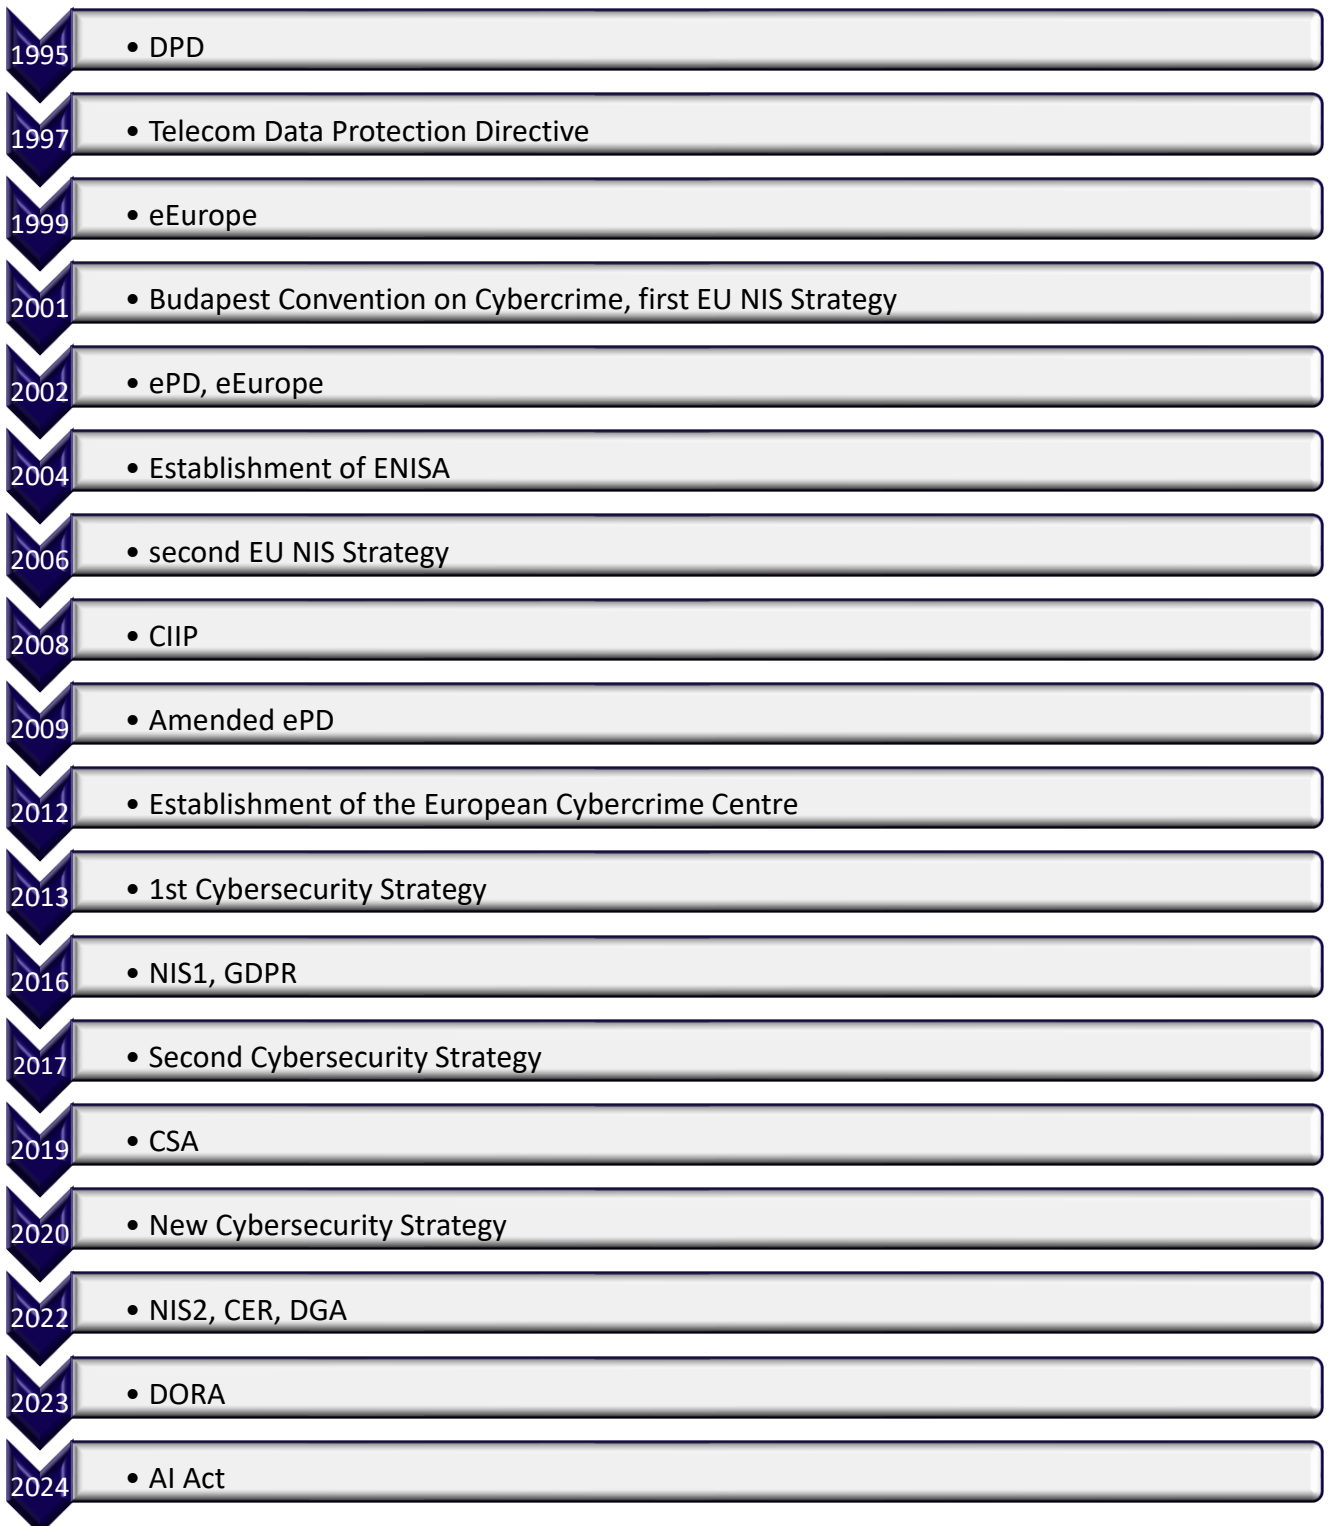 1995 • DPD
1997 • Telecom Data Protection Directive
1999 • eEurope
2001 • Budapest Convention on Cybercrime, first EU NIS Strategy
2002 • ePD, eEurope
2004 • Establishment of ENISA
2006 • second EU NIS Strategy
2008 • CIIP
2009 • Amended ePD
2012 • Establishment of the European Cybercrime Centre
2013 • 1st Cybersecurity Strategy
2016 • NIS1, GDPR
2017 • Second Cybersecurity Strategy
2019 • CSA
2020 • New Cybersecurity Strategy
2022 • NIS2, CER, DGA
2023 • DORA
2024 • AI Act